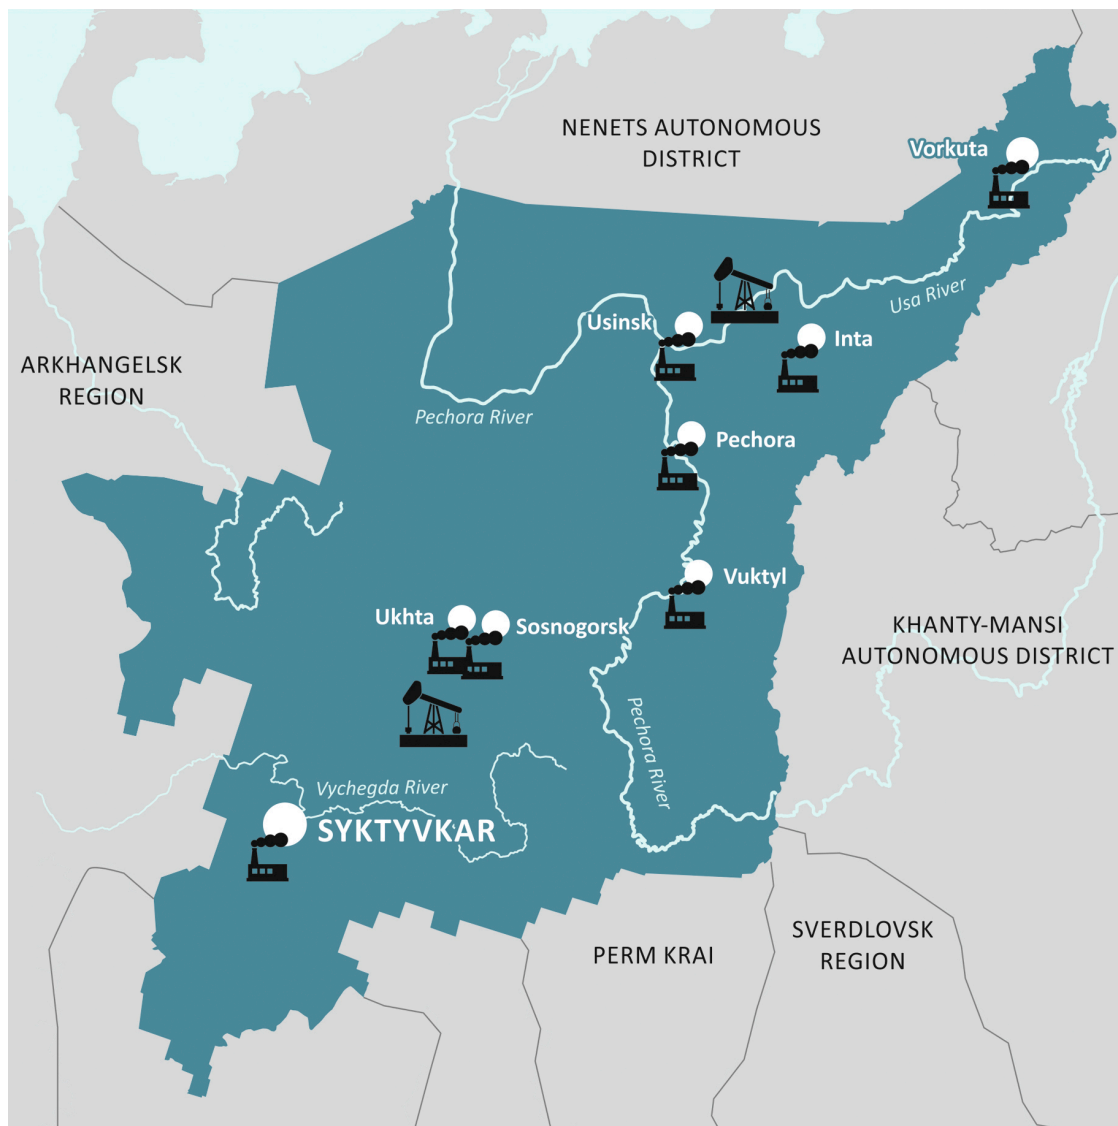 NENETS AUTONOMOUS
DISTRICT
Vorkuta
Usa River
Usinsk
Inta
ARKHANGELSK
REGION
Pechora River
Pechora
Vuktyl
Ukhta
Sosnogorsk
KHANTY-MANSI
AUTONOMOUS DISTRICT
Pechora River
Vychegda River
SYKTYVKAR
PERM KRAI
SVERDLOVSK
REGION